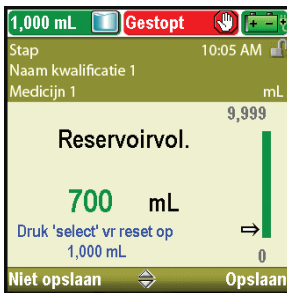 1,000 mL Gestopt
Stap 10:05 AM
Naam kwalificatie 1
Medicijn 1 mL
9,999
Reservoirvol.
700 mL
Druk 'select' vr reset op
1,000 mL
0
Niet opslaan Opslaan